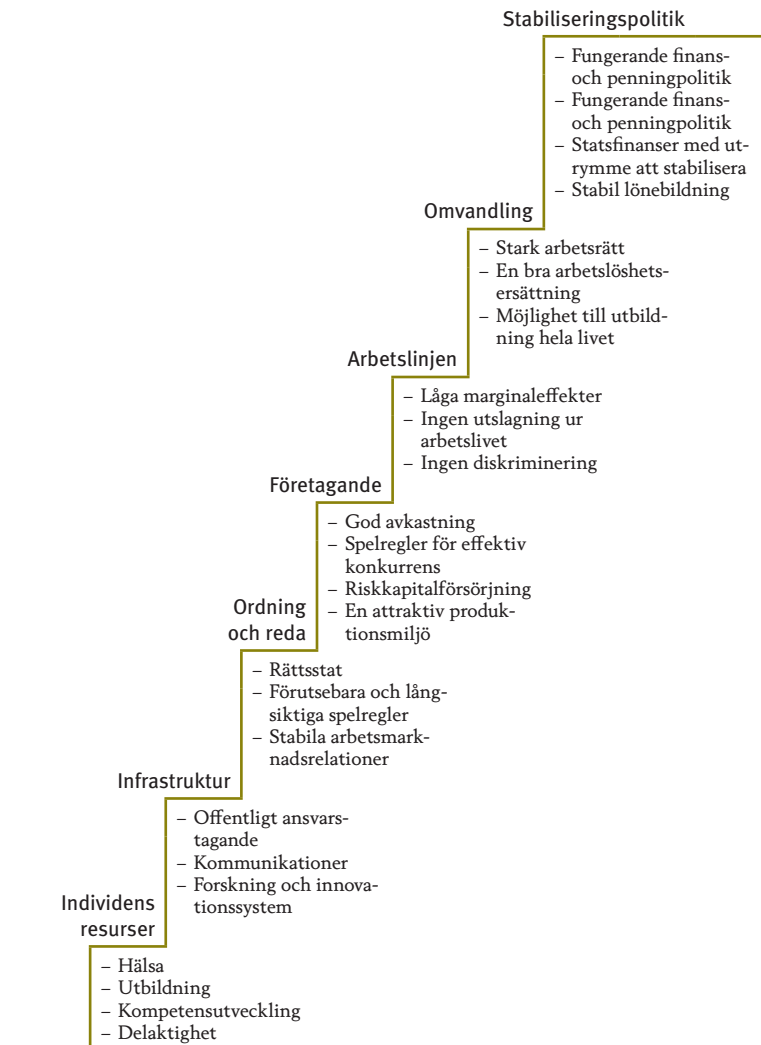 Stabiliseringspolitik
– Fungerande finans-
och penningpolitik
– Fungerande finans-
och penningpolitik
– Statsfinanser med ut-
rymme att stabilisera
– Stabil lönebildning
Omvandling
– Stark arbetsrätt
– En bra arbetslöshets-
ersättning
– Möjlighet till utbild-
ning hela livet
Arbetslinjen
– Låga marginaleffekter
– Ingen utslagning ur
arbetslivet
– Ingen diskriminering
Företagande
– God avkastning
– Spelregler för effektiv
konkurrens
– Riskkapitalförsörjning
– En attraktiv produk-
tionsmiljö
Ordning
och reda
– Rättsstat
– Förutsebara och lång-
siktiga spelregler
– Stabila arbetsmark-
nadsrelationer
Infrastruktur
– Offentligt ansvars-
tagande
– Kommunikationer
– Forskning och innova-
tionssystem
Individens
resurser
– Hälsa
– Utbildning
– Kompetensutveckling
– Delaktighet